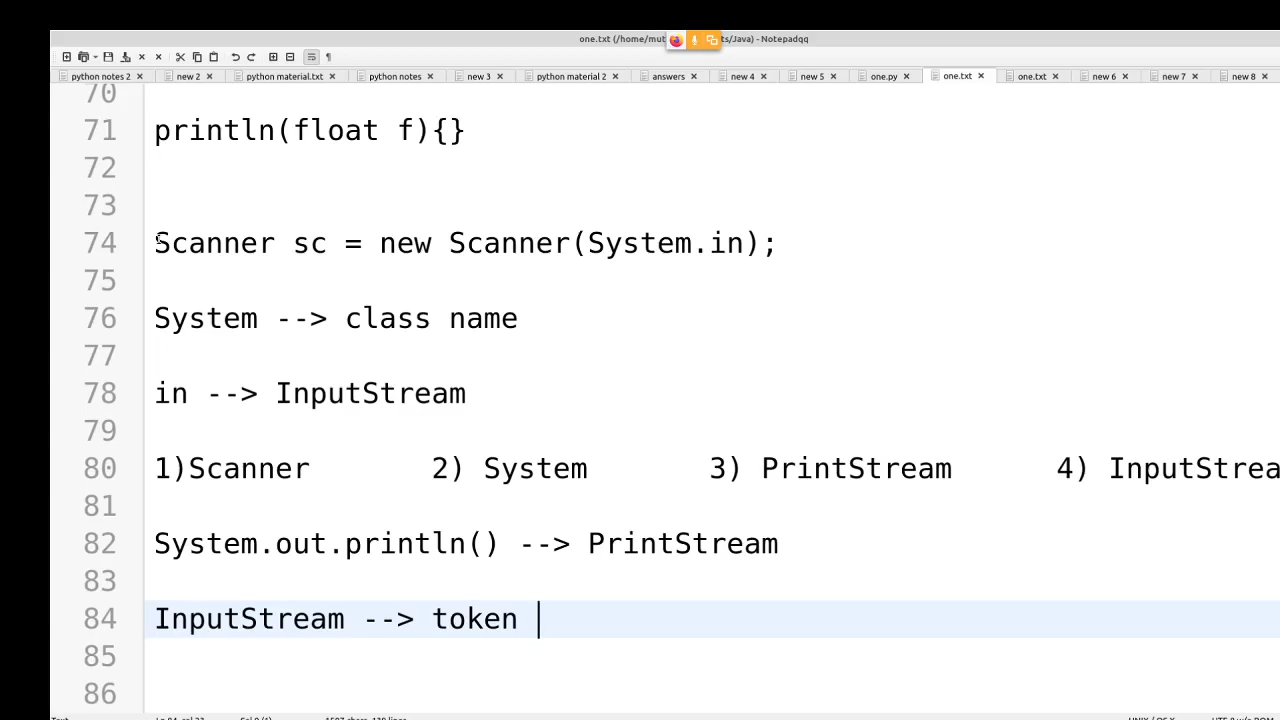 one.txt (/home/mut ts/Java) - Notepadqq
python notes 2 new 2 python material.txt python notes new 3 python material 2 answers new 4 new 5 one.py one.txt one.txt new 6 new 7 new 8
70
71 println(float f){}
72
73
74 Scanner sc = new Scanner(System.in);
75
76 System --> class name
77
78 in --> InputStream
79
80 1)Scanner 2) System 3) PrintStream 4) InputStrea
81
82 System.out.println() --> PrintStream
83
84 InputStream --> token
85
86